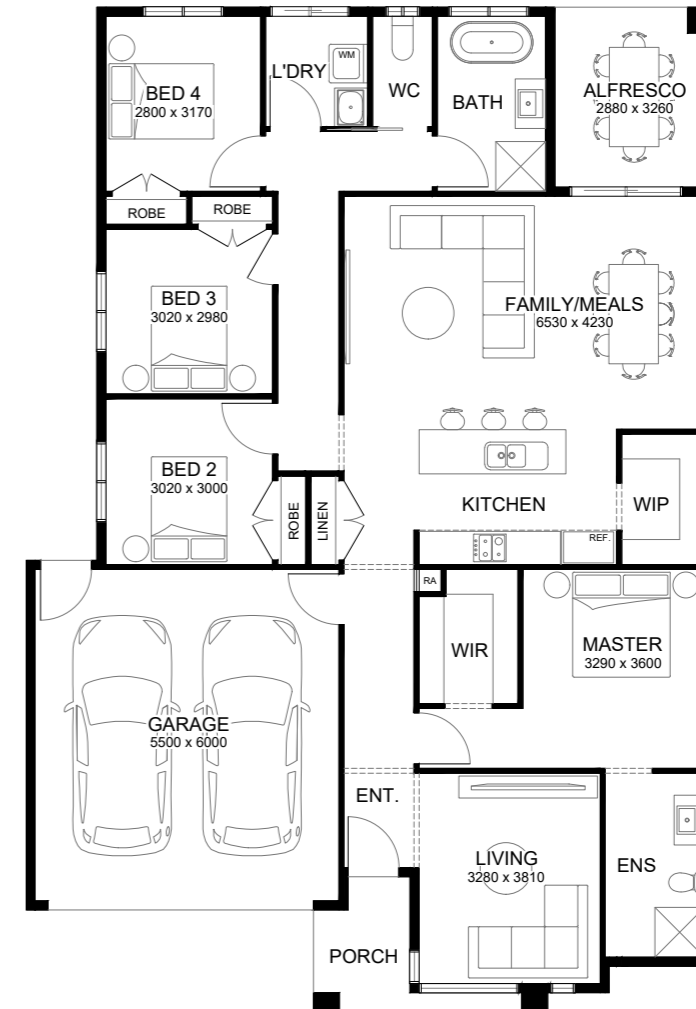 BED 4
2800 x 3170
L'DRY
WM
WC
BATH
ALFRESCO
2880 x 3260
ROBE
ROBE
BED 3
3020 x 2980
FAMILY/MEALS
6530 x 4230
BED 2
3020 x 3000
ROBE
LINEN
KITCHEN
REF.
WIP
RA
WIR
MASTER
3290 x 3600
GARAGE
5500 x 6000
ENT.
LIVING
3280 x 3810
ENS
PORCH